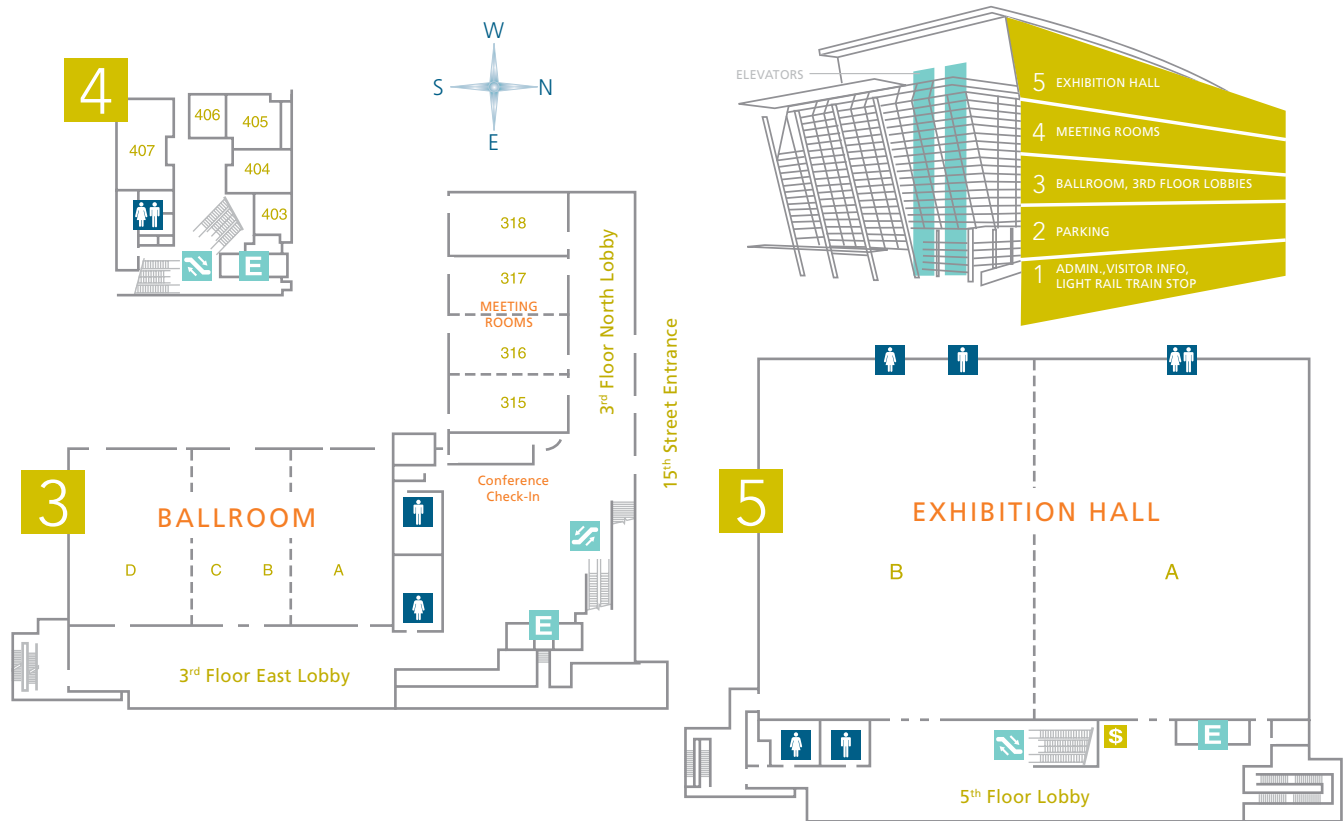 4
406
405
407
404
403
E
W
S
N
E
ELEVATORS
5 EXHIBITION HALL
4 MEETING ROOMS
3 BALLROOM, 3RD FLOOR LOBBIES
2 PARKING
1 ADMIN.,VISITOR INFO,
LIGHT RAIL TRAIN STOP
3
318
317
MEETING
ROOMS
316
315
3rd Floor North Lobby
15th Street Entrance
Conference
Check-In
BALLROOM
D
C
B
A
E
3rd Floor East Lobby
5
EXHIBITION HALL
B
A
$
E
5th Floor Lobby